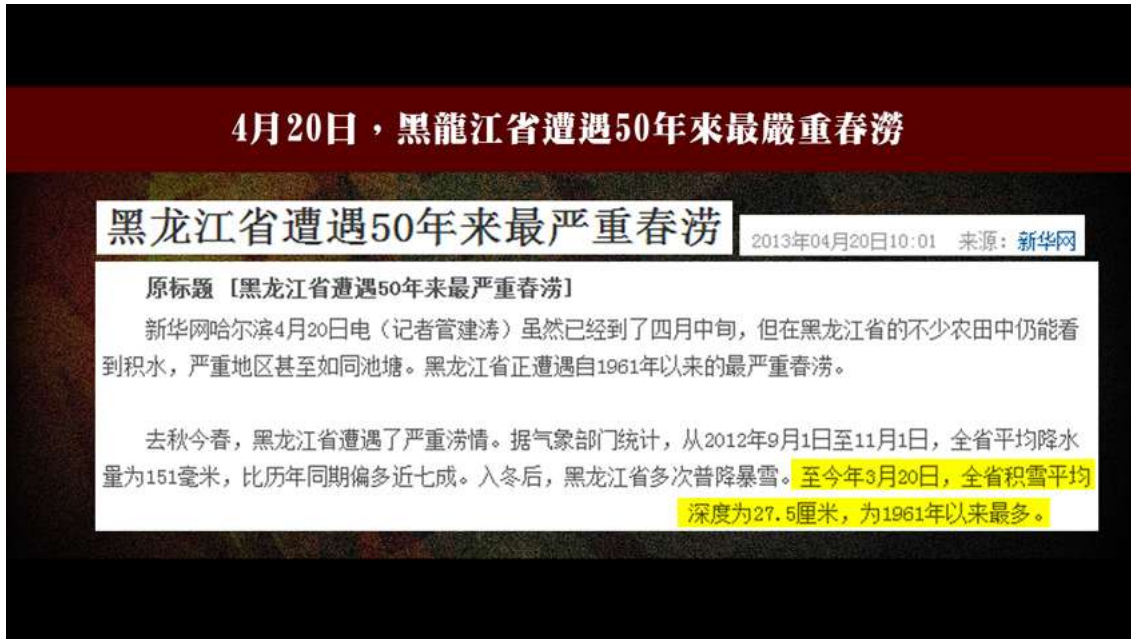 4月20日，黑龍江省遭遇50年來最嚴重春澇
黑龙江省遭遇50年来最严重春涝
2013年04月20日10:01 来源：新华网
原标题 [黑龙江省遭遇50年来最严重春涝]
新华网哈尔滨4月20日电（记者管建涛）虽然已经到了四月中旬，但在黑龙江省的不少农田中仍能看
到积水，严重地区甚至如同池塘。黑龙江省正遭遇自1961年以来的最严重春涝。
去秋今春，黑龙江省遭遇了严重涝情。据气象部门统计，从2012年9月1日至11月1日，全省平均降水
量为151毫米，比历年同期偏多近七成。入冬后，黑龙江省多次普降暴雪。至今年3月20日，全省积雪平均
深度为27.5厘米，为1961年以来最多。